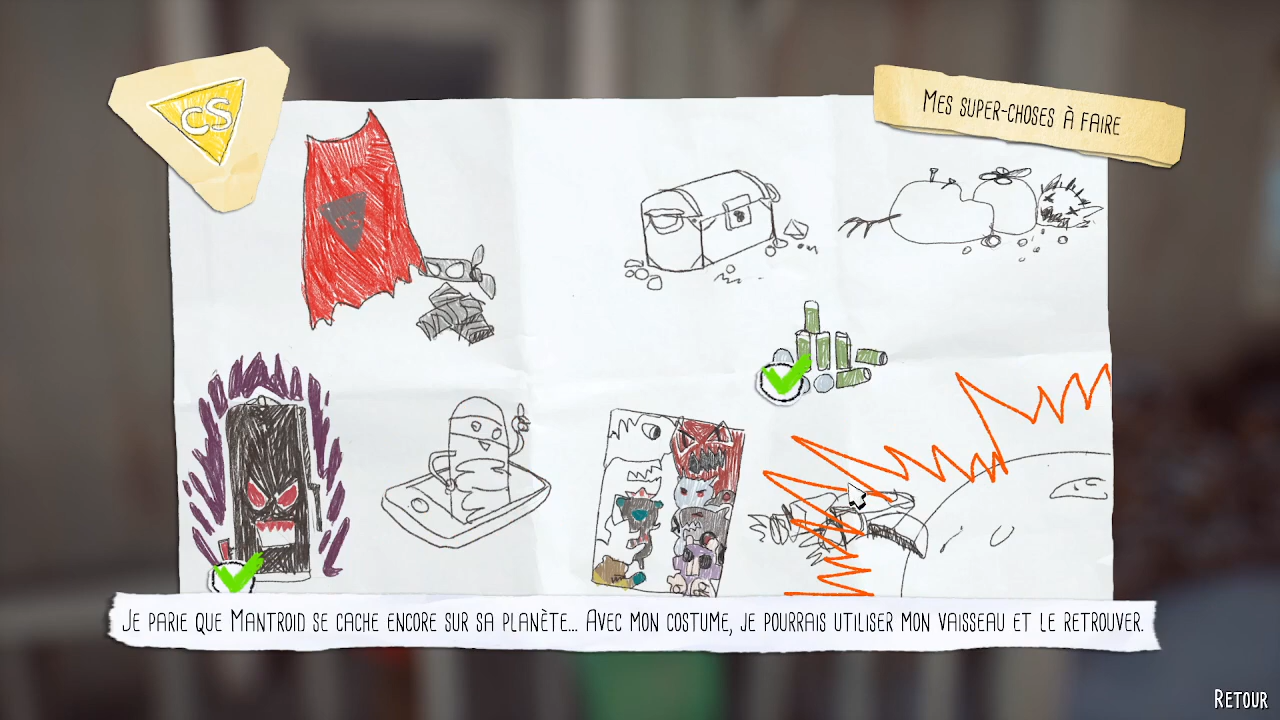 CS
Mes super-choses à faire
Je parie que Mantroid se cache encore sur sa planète... Avec mon costume, je pourrais utiliser mon vaisseau et le retrouver.
Retour